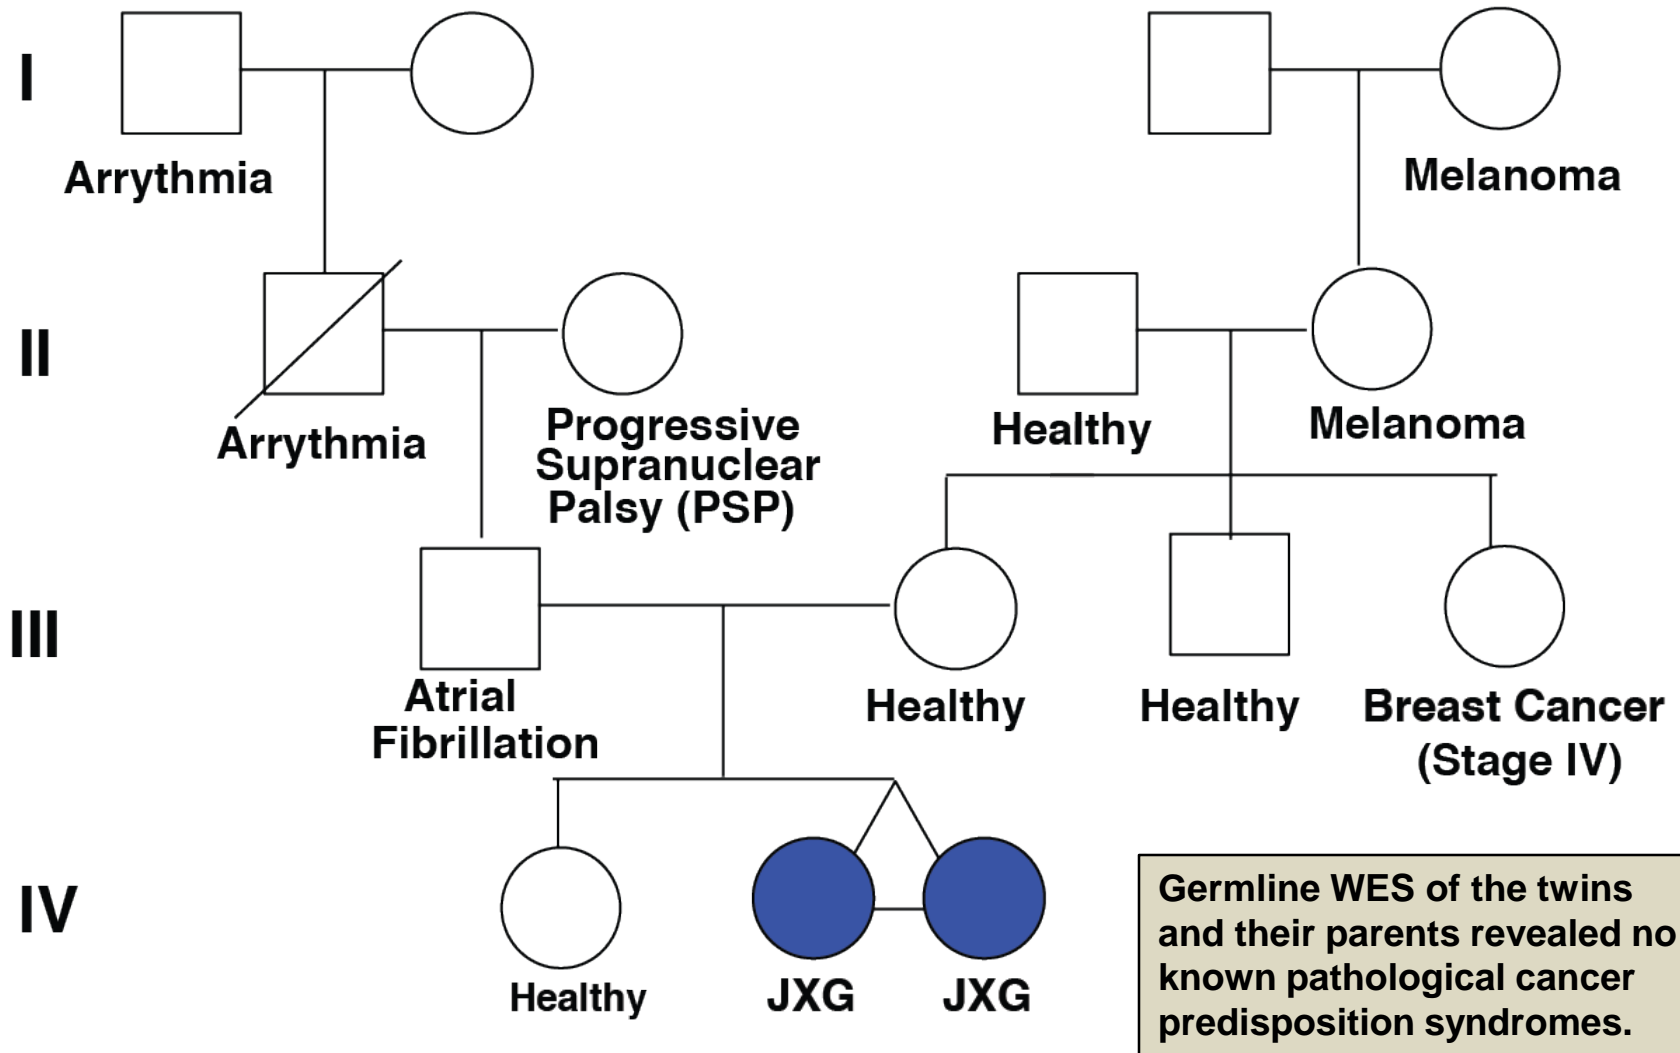 I
Arrythmia
Melanoma
II
Arrythmia
Progressive
Supranuclear
Palsy (PSP)
Healthy
Melanoma
III
Atrial
Fibrillation
Healthy
Healthy
Breast Cancer
(Stage IV)
IV
Healthy
JXG
JXG
Germline WES of the twins
and their parents revealed no
known pathological cancer
predisposition syndromes.